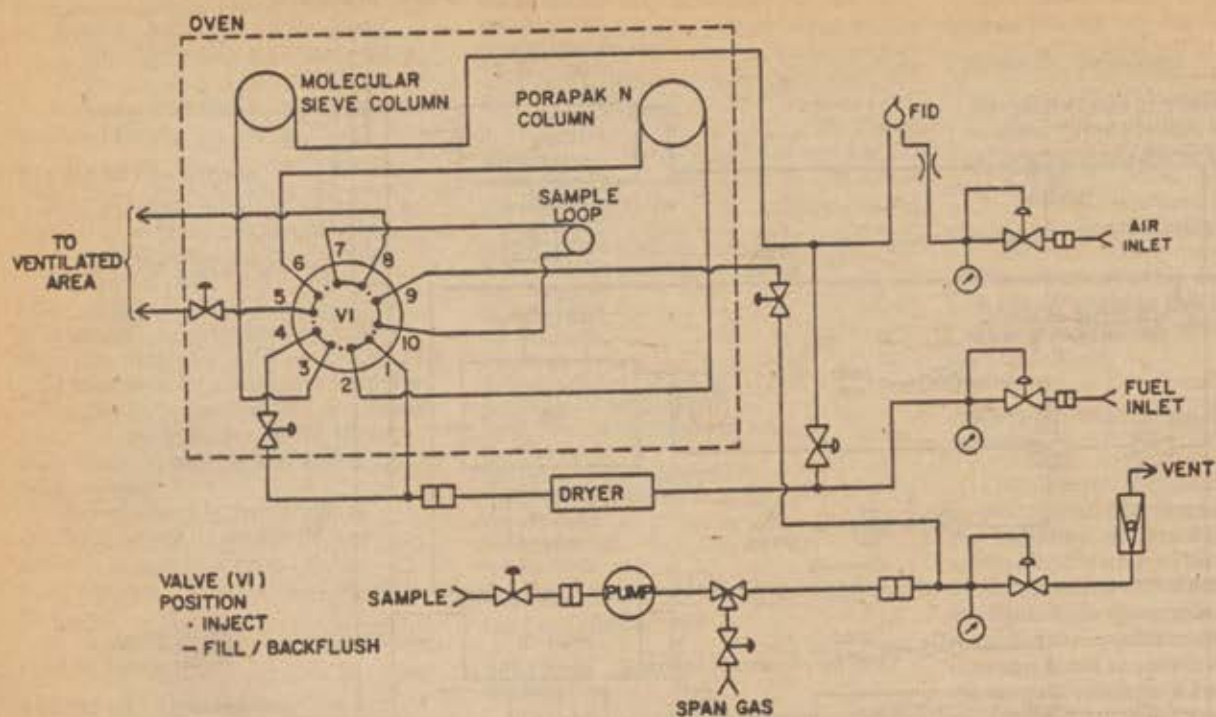 OVEN
MOLECULAR
SIEVE COLUMN
PORAPAK N
COLUMN
FID
SAMPLE
LOOP
AIR
INLET
TO
VENTILATED
AREA
7
8
6
9
5
VI
4
10
3
1
2
FUEL
INLET
DRYER
VENT
VALVE (VI)
POSITION
· INJECT
– FILL / BACKFLUSH
SAMPLE
PUMP
SPAN GAS